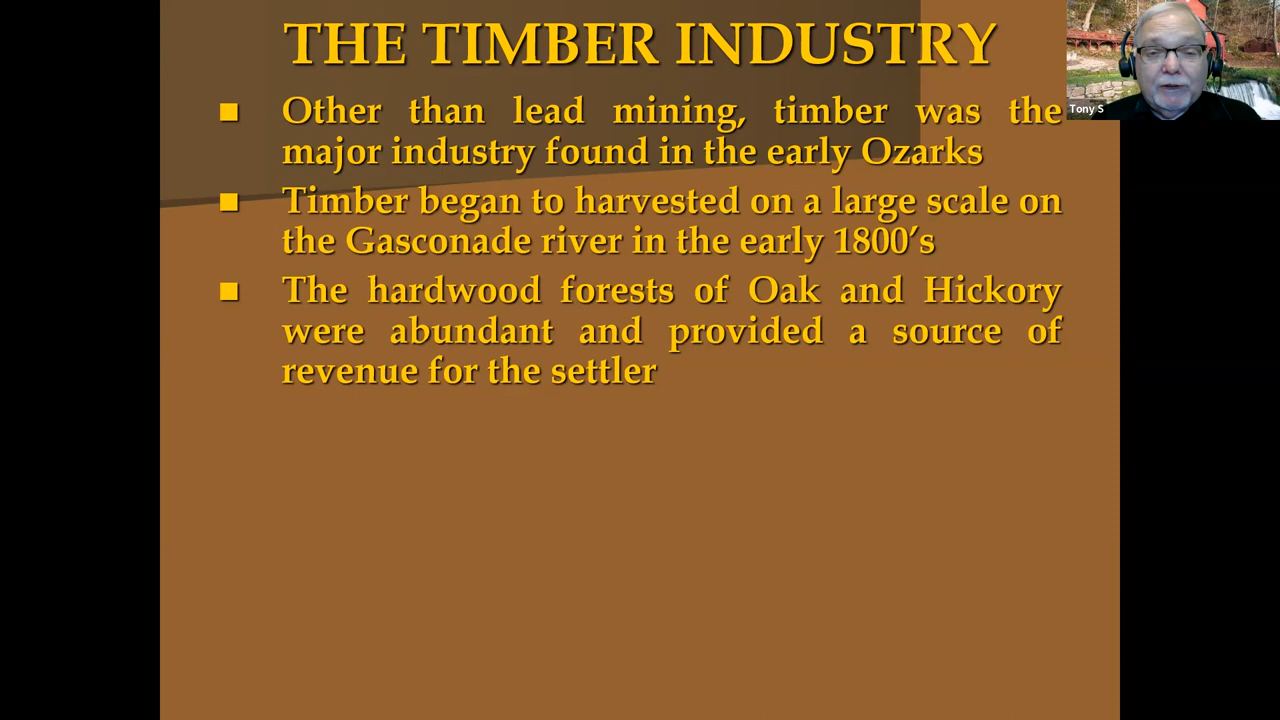 THE TIMBER INDUSTRY
Other than lead mining, timber was the
major industry found in the early Ozarks
Timber began to harvested on a large scale on
the Gasconade river in the early 1800’s
The hardwood forests of Oak and Hickory
were abundant and provided a source of
revenue for the settler
Tony S